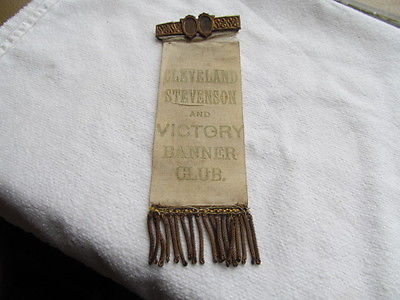 CLEVELAND
STEVENSON
AND
VICTORY
BANNER
CLUB.